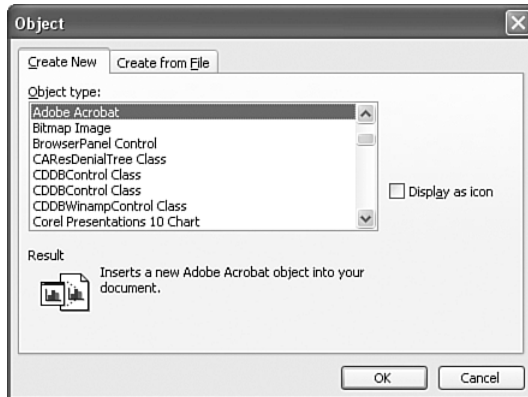 Object
Create New
Create from File
Object type:
Adobe Acrobat
Bitmap Image
BrowserPanel Control
CAResDenialTree Class
CDDBControl Class
CDDBControl Class
CDDBWinampControl Class
Corel Presentations 10 Chart
Display as icon
Result
Inserts a new Adobe Acrobat object into your
document.
OK
Cancel